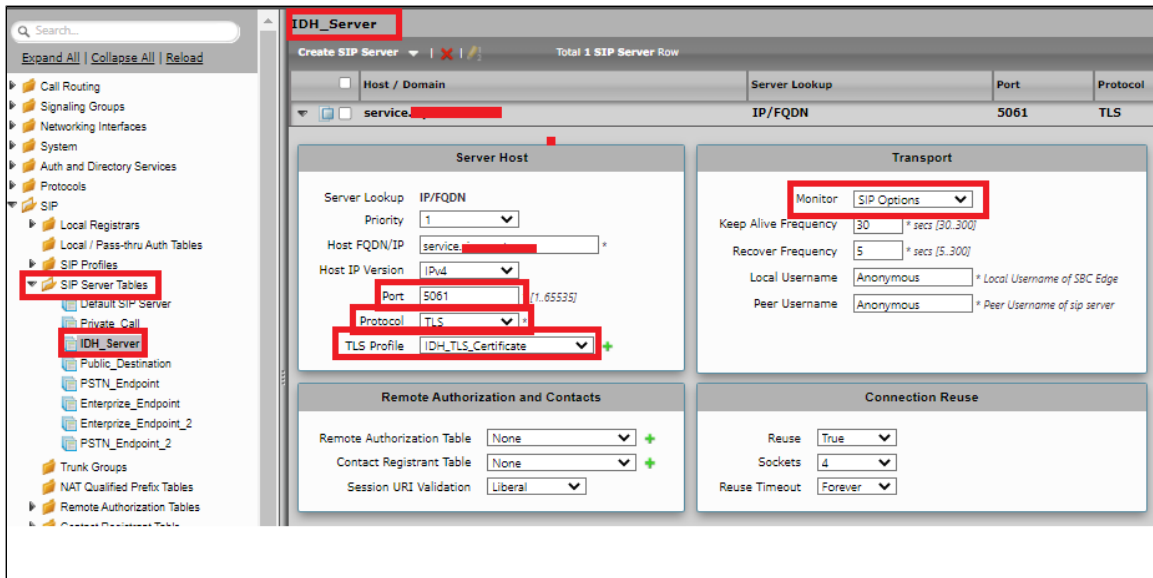 Search...
Expand All | Collapse All | Reload
Call Routing
Signaling Groups
Networking Interfaces
System
Auth and Directory Services
Protocols
SIP
Local Registrars
Local / Pass-thru Auth Tables
SIP Profiles
SIP Server Tables
Default SIP Server
Private_Call
IDH_Server
Public_Destination
PSTN_Endpoint
Enterprize_Endpoint
Enterprize_Endpoint_2
PSTN_Endpoint_2
Trunk Groups
NAT Qualified Prefix Tables
Remote Authorization Tables
Contact Registrant Table
IDH_Server
Create SIP Server | | Total 1 SIP Server Row
Host / Domain Server Lookup Port Protocol
service. IP/FQDN 5061 TLS
Server Host
Server Lookup IP/FQDN
Priority 1
Host FQDN/IP service. *
Host IP Version IPv4
Port 5061 * [1..65535]
Protocol TLS *
TLS Profile IDH_TLS_Certificate
Transport
Monitor SIP Options
Keep Alive Frequency 30 * secs [30..300]
Recover Frequency 5 * secs [5..300]
Local Username Anonymous * Local Username of SBC Edge
Peer Username Anonymous * Peer Username of sip server
Remote Authorization and Contacts
Remote Authorization Table None
Contact Registrant Table None
Session URI Validation Liberal
Connection Reuse
Reuse True
Sockets 4
Reuse Timeout Forever